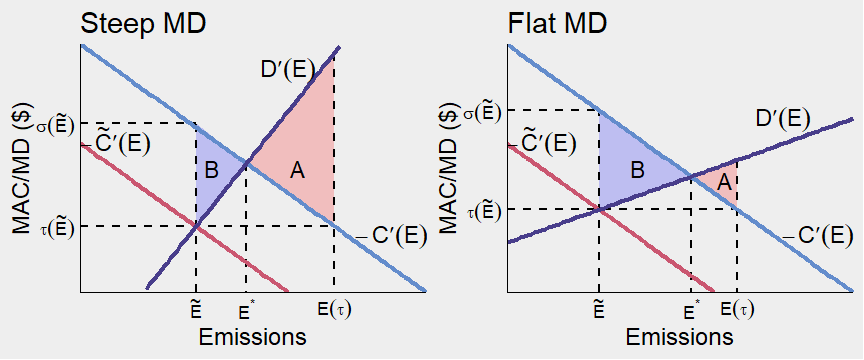 Steep MD
Flat MD
MAC/MD ($)
σ(Ẽ)
τ(Ẽ)
−C̃′(E)
D′(E)
B
A
−C′(E)
Ẽ
E*
E(τ)
Emissions
MAC/MD ($)
σ(Ẽ)
τ(Ẽ)
−C̃′(E)
D′(E)
B
A
−C′(E)
Ẽ
E*
E(τ)
Emissions